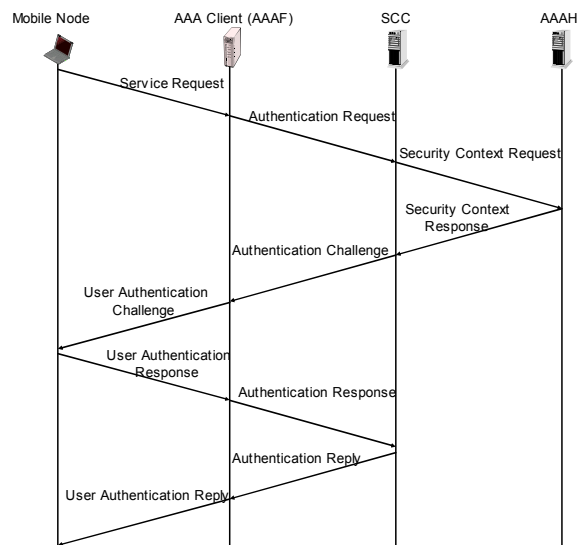 Mobile Node
AAA Client (AAAF)
SCC
AAAH
Service Request
Authentication Request
Security Context Request
Security Context
Response
Authentication Challenge
User Authentication
Challenge
User Authentication
Response
Authentication Response
Authentication Reply
User Authentication Reply